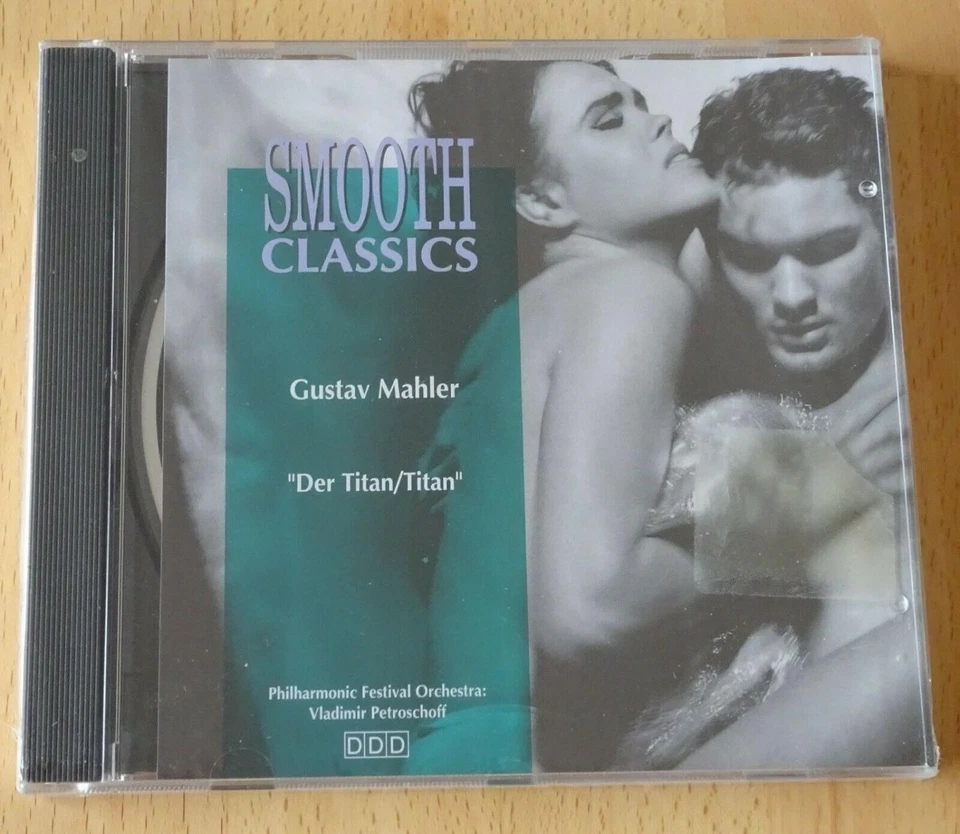 SMOOTH
CLASSICS
Gustav Mahler
"Der Titan/Titan"
Philharmonic Festival Orchestra:
Vladimir Petroschoff
DDD